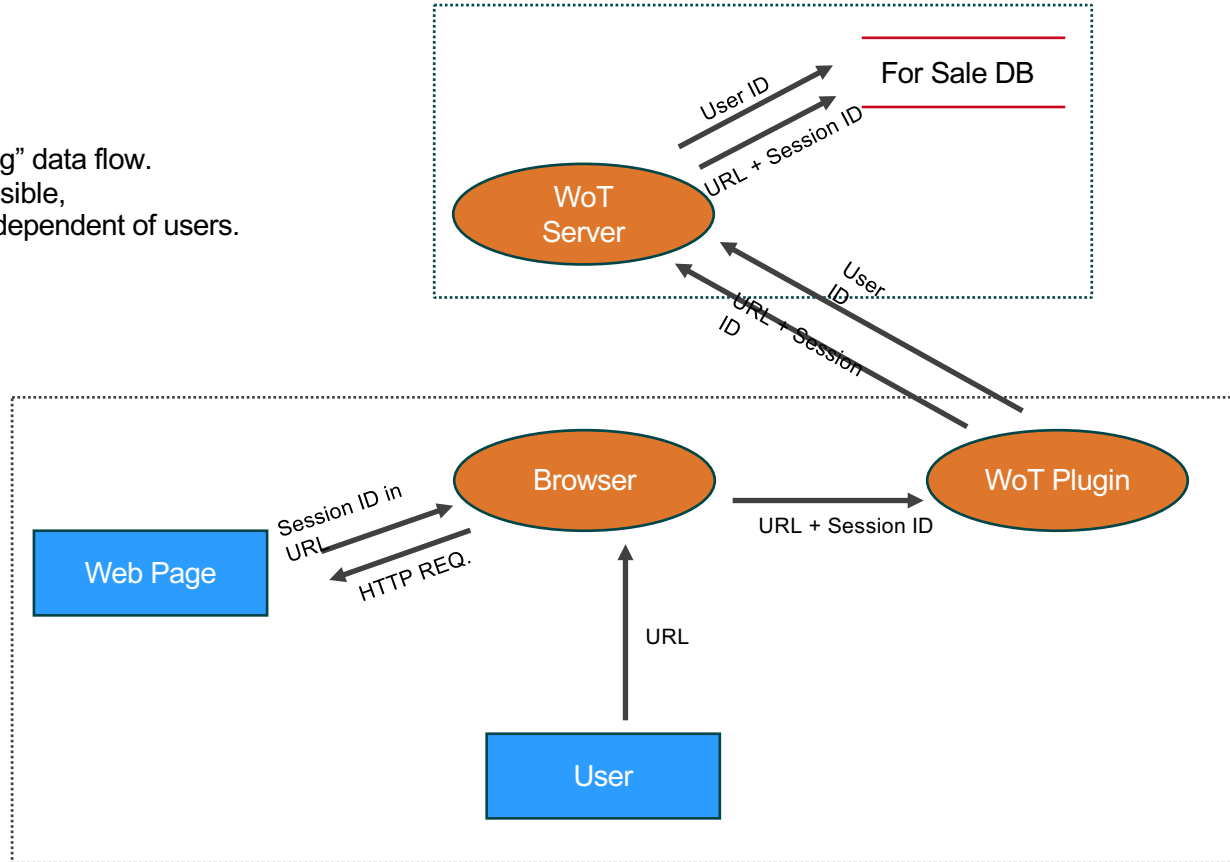 For Sale DB
User ID
URL + Session ID
g” data flow.
sible,
dependent of users.
WoT
Server
User
ID
URL + Session
ID
Session ID in
URL
HTTP REQ.
Browser
WoT Plugin
URL + Session ID
Web Page
URL
User